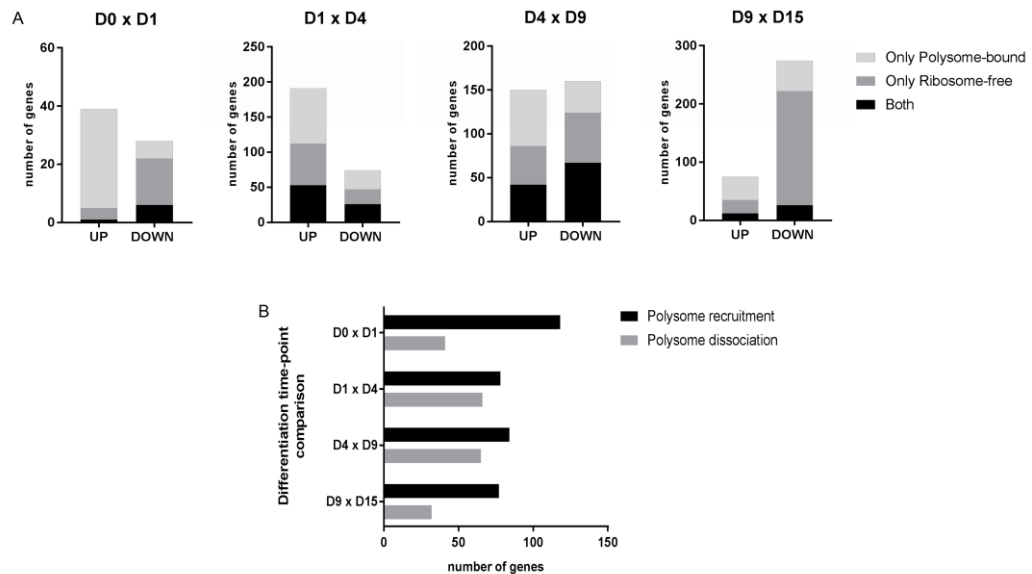 A
D0 x D1
D1 x D4
D4 x D9
D9 x D15
number of genes
60
40
20
0
UP
DOWN
number of genes
250
200
150
100
50
0
UP
DOWN
number of genes
200
150
100
50
0
UP
DOWN
number of genes
300
200
100
0
UP
DOWN
Only Polysome-bound
Only Ribosome-free
Both
B
Differentiation time-point
comparison
D0 x D1
D1 x D4
D4 x D9
D9 x D15
0
50
100
150
number of genes
Polysome recruitment
Polysome dissociation